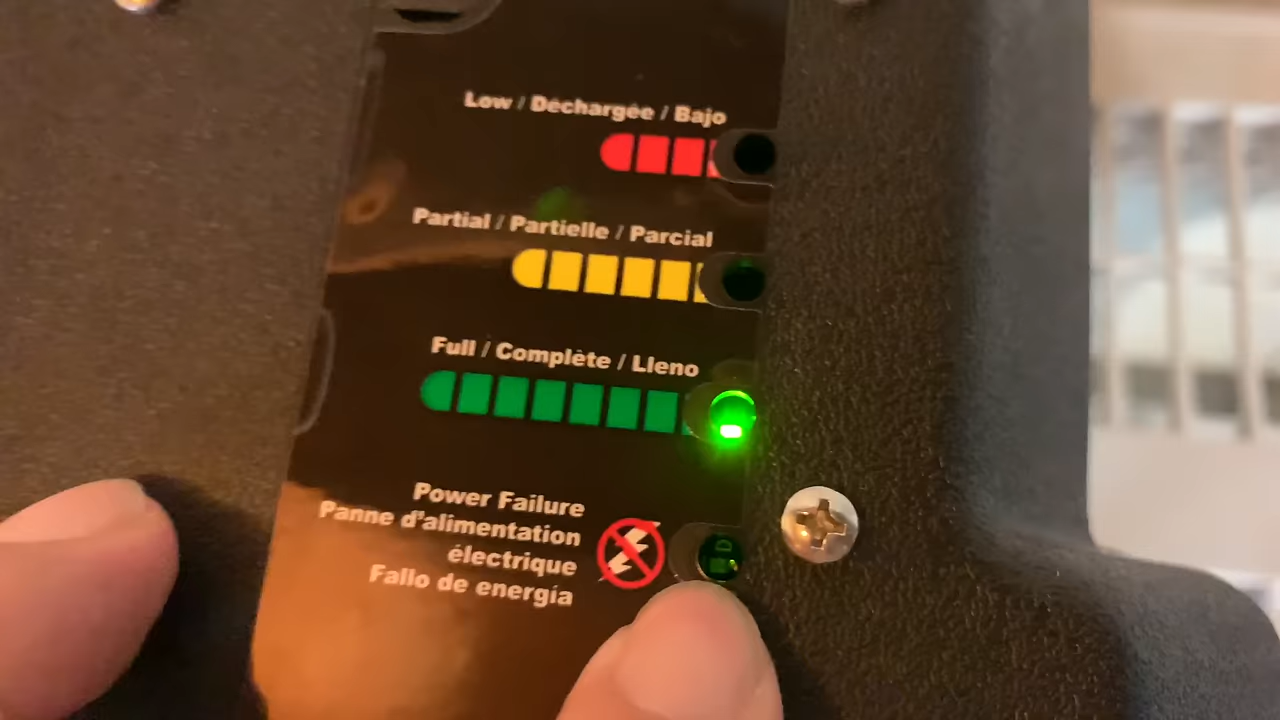 Low / Déchargée / Bajo
Partial / Partielle / Parcial
Full / Complète / Lleno
Power Failure
Panne d'alimentation
électrique
Fallo de energía